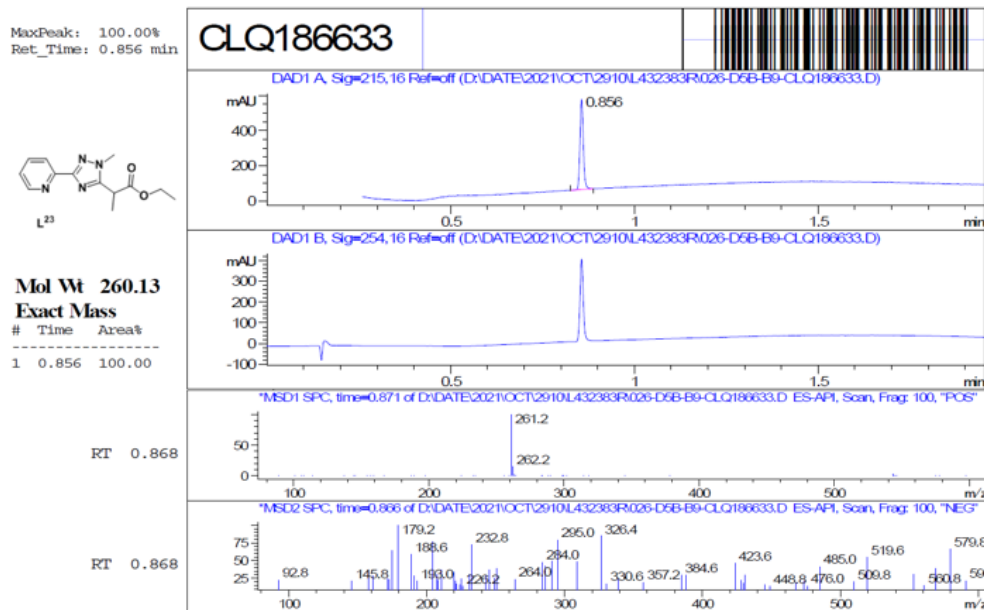 MaxPeak: 100.00%
Ret_Time: 0.856 min
CLQ186633
DAD1 A, Sig=215,16 Ref=off (D:\DATE\2021\OCT\2910\L432383R\026-D5B-B9-CLQ186633.D)
mAU
0.856
400
200
0
0.5
1
1.5
min
N
N
N
N
O
O
L23
DAD1 B, Sig=254,16 Ref=off (D:\DATE\2021\OCT\2910\L432383R\026-D5B-B9-CLQ186633.D)
mAU
300
200
100
0
-100
0.5
1
1.5
min
Mol Wt 260.13
Exact Mass
# Time Area%
1 0.856 100.00
*MSD1 SPC, time=0.871 of D:\DATE\2021\OCT\2910\L432383R\026-D5B-B9-CLQ186633.D ES-API, Scan, Frag: 100, "POS"
RT 0.868
261.2
262.2
50
0
100
200
300
400
500
m/z
*MSD2 SPC, time=0.866 of D:\DATE\2021\OCT\2910\L432383R\026-D5B-B9-CLQ186633.D ES-API, Scan, Frag: 100, "NEG"
RT 0.868
75
50
25
0
92.8
145.8
179.2
188.6
193.0
226.2
232.8
264.0
284.0
295.0
326.4
330.6
357.2
384.6
423.6
448.8
476.0
485.0
509.8
519.6
560.8
579.8
100
200
300
400
500
m/z